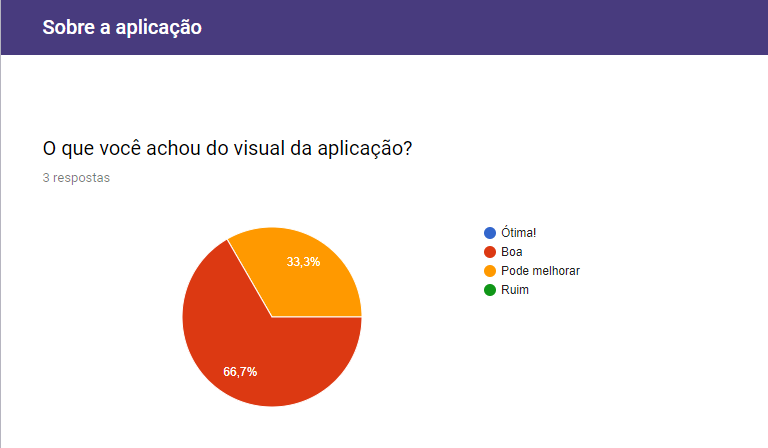 Sobre a aplicação
O que você achou do visual da aplicação?
3 respostas
Ótima!
Boa
Pode melhorar
Ruim
33,3%
66,7%